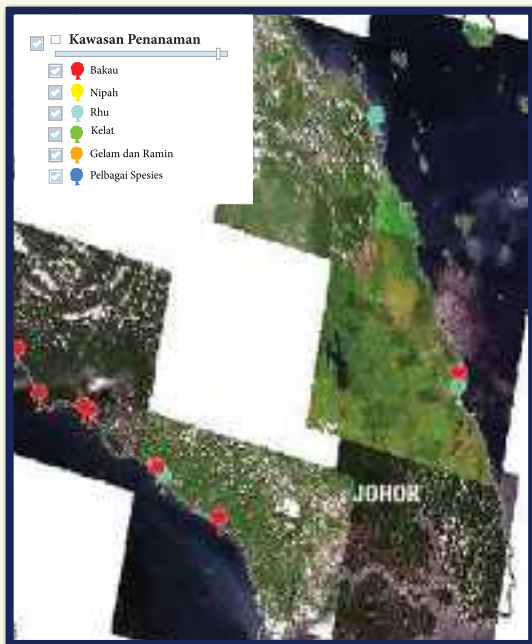 Kawasan Penanaman
Bakau
Nipah
Rhu
Kelat
Gelam dan Ramin
Pelbagai Spesies
JOHOR